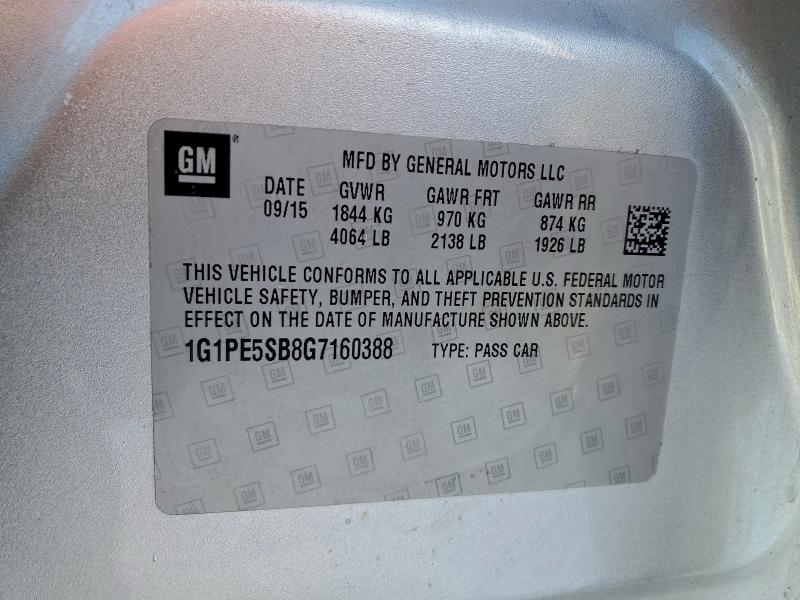 GM®
MFD BY GENERAL MOTORS LLC
DATE GVWR GAWR FRT GAWR RR
09/15 1844 KG 970 KG 874 KG
4064 LB 2138 LB 1926 LB
THIS VEHICLE CONFORMS TO ALL APPLICABLE U.S. FEDERAL MOTOR
VEHICLE SAFETY, BUMPER, AND THEFT PREVENTION STANDARDS IN
EFFECT ON THE DATE OF MANUFACTURE SHOWN ABOVE.
1G1PE5SB8G7160388 TYPE: PASS CAR